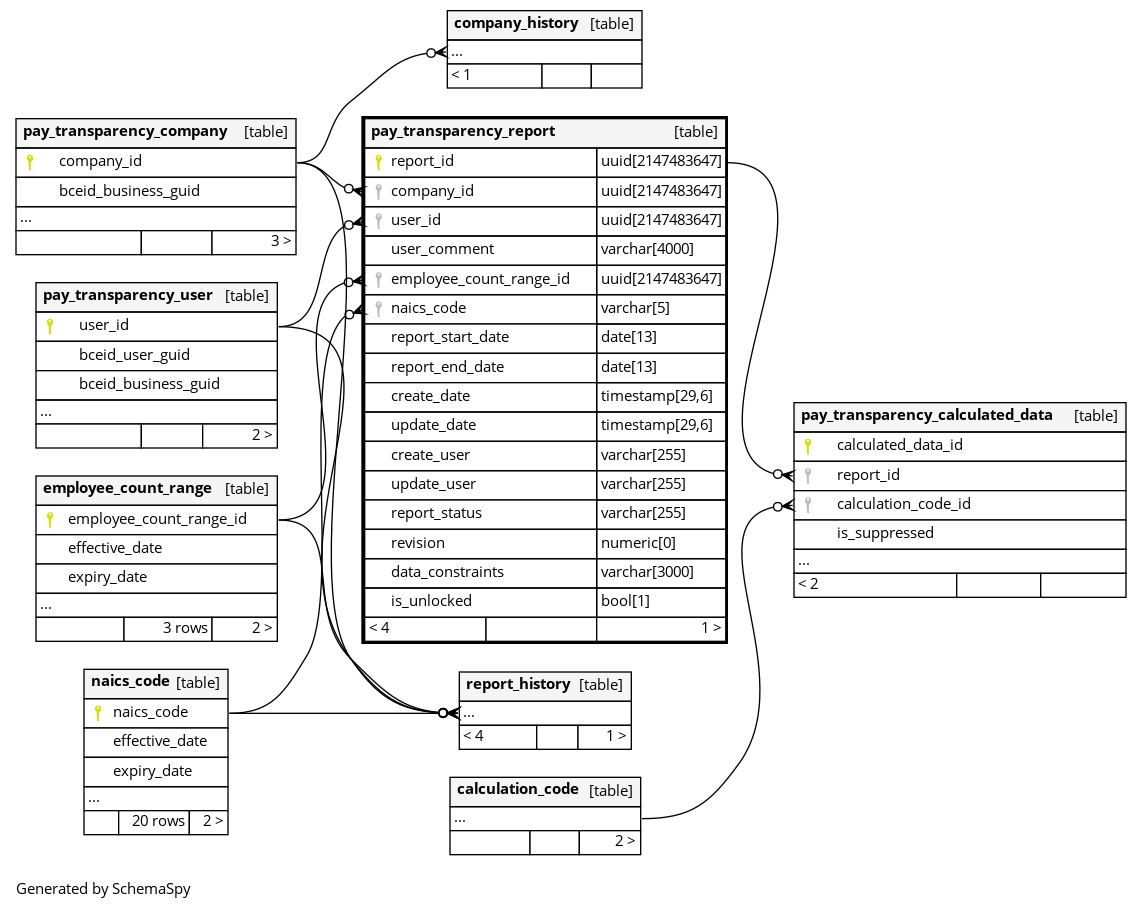 company_history [table]
...
< 1
pay_transparency_company [table]
company_id
bceid_business_guid
...
3 >
pay_transparency_report [table]
report_id uuid[2147483647]
company_id uuid[2147483647]
user_id uuid[2147483647]
user_comment varchar[4000]
employee_count_range_id uuid[2147483647]
naics_code varchar[5]
report_start_date date[13]
report_end_date date[13]
create_date timestamp[29,6]
update_date timestamp[29,6]
create_user varchar[255]
update_user varchar[255]
report_status varchar[255]
revision numeric[0]
data_constraints varchar[3000]
is_unlocked bool[1]
< 4 1 >
pay_transparency_user [table]
user_id
bceid_user_guid
bceid_business_guid
...
2 >
pay_transparency_calculated_data [table]
calculated_data_id
report_id
calculation_code_id
is_suppressed
...
< 2
employee_count_range [table]
employee_count_range_id
effective_date
expiry_date
...
3 rows 2 >
naics_code [table]
naics_code
effective_date
expiry_date
...
20 rows 2 >
report_history [table]
...
< 4 1 >
calculation_code [table]
...
2 >
Generated by SchemaSpy